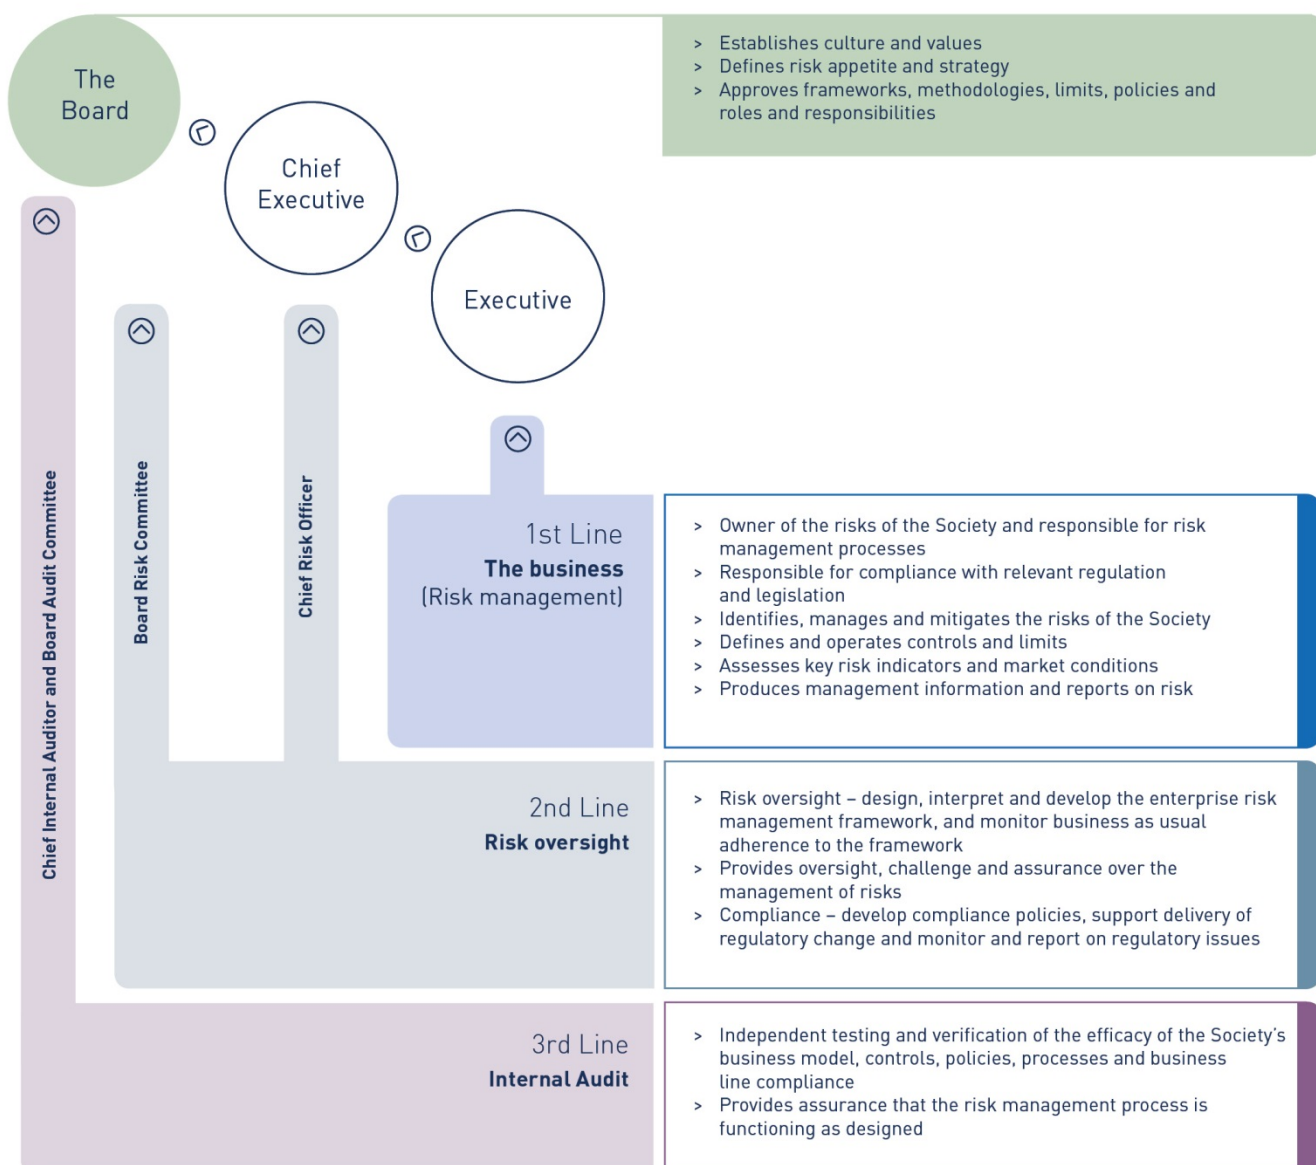 The
Board
> Establishes culture and values
> Defines risk appetite and strategy
> Approves frameworks, methodologies, limits, policies and
roles and responsibilities
Chief
Executive
Executive
Chief Internal Auditor and Board Audit Committee
Board Risk Committee
Chief Risk Officer
1st Line
The business
(Risk management)
> Owner of the risks of the Society and responsible for risk
management processes
> Responsible for compliance with relevant regulation
and legislation
> Identifies, manages and mitigates the risks of the Society
> Defines and operates controls and limits
> Assesses key risk indicators and market conditions
> Produces management information and reports on risk
2nd Line
Risk oversight
> Risk oversight – design, interpret and develop the enterprise risk
management framework, and monitor business as usual
adherence to the framework
> Provides oversight, challenge and assurance over the
management of risks
> Compliance – develop compliance policies, support delivery of
regulatory change and monitor and report on regulatory issues
3rd Line
Internal Audit
> Independent testing and verification of the efficacy of the Society's
business model, controls, policies, processes and business
line compliance
> Provides assurance that the risk management process is
functioning as designed